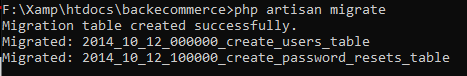 F:\Xamp\htdocs\backecommerce>php artisan migrate
Migration table created successfully.
Migrated: 2014_10_12_000000_create_users_table
Migrated: 2014_10_12_100000_create_password_resets_table